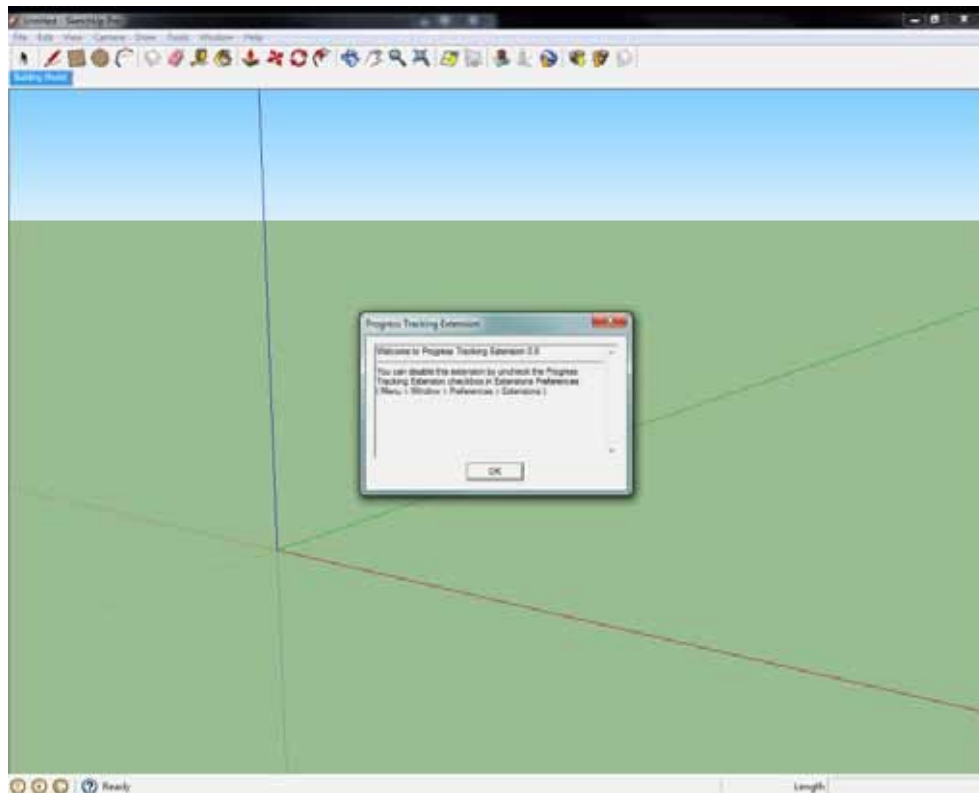 Untitled - SketchUp Pro
File Edit View Camera Draw Tools Window Help
Building Model
Progress Tracking Extension
Welcome to Progress Tracking Extension
You can disable this extension by uncheck the Progress
Tracking Extension checkbox in Extensions Preferences
( Menu > Window > Preferences > Extensions )
OK
Ready
Length